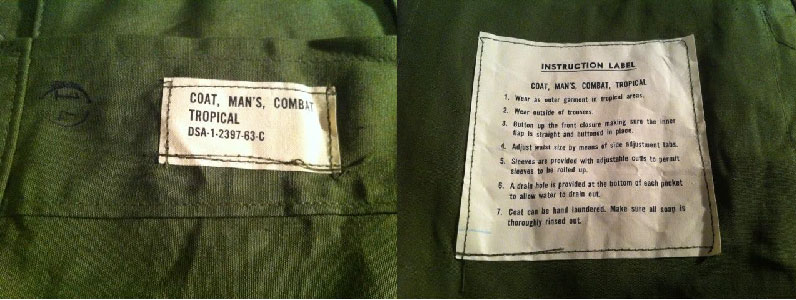 COAT, MAN'S, COMBAT
TROPICAL
DSA-1-2397-63-C
INSTRUCTION LABEL
COAT, MAN'S, COMBAT, TROPICAL
1. Wear as outer garment in tropical areas.
2. Wear outside of trousers.
3. Button up the front closure making sure the inner
flap is straight and buttoned in place.
4. Adjust waist size by means of side adjustment tabs.
5. Sleeves are provided with adjustable cuffs to permit
sleeves to be rolled up.
6. A drain hole is provided at the bottom of each pocket
to allow water to drain out.
7. Coat can be hand laundered. Make sure all soap is
thoroughly rinsed out.